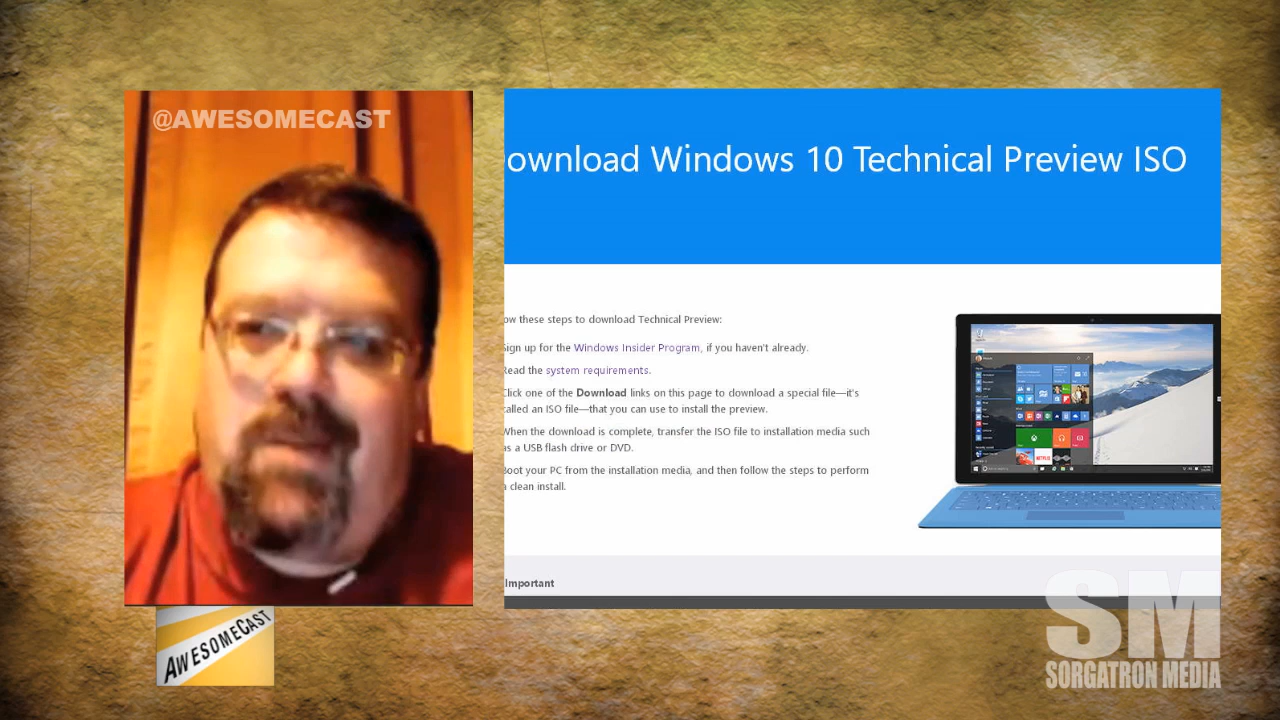 @AWESOMECAST
ownload Windows 10 Technical Preview ISO
ow these steps to download Technical Preview:
Sign up for the Windows Insider Program, if you haven't already.
Read the system requirements.
Click one of the Download links on this page to download a special file—it's
alled an ISO file—that you can use to install the preview.
When the download is complete, transfer the ISO file to installation media such
as a USB flash drive or DVD.
Boot your PC from the installation media, and then follow the steps to perform
a clean install.
Important
AWESOMECAST
SM
SORGATRON MEDIA